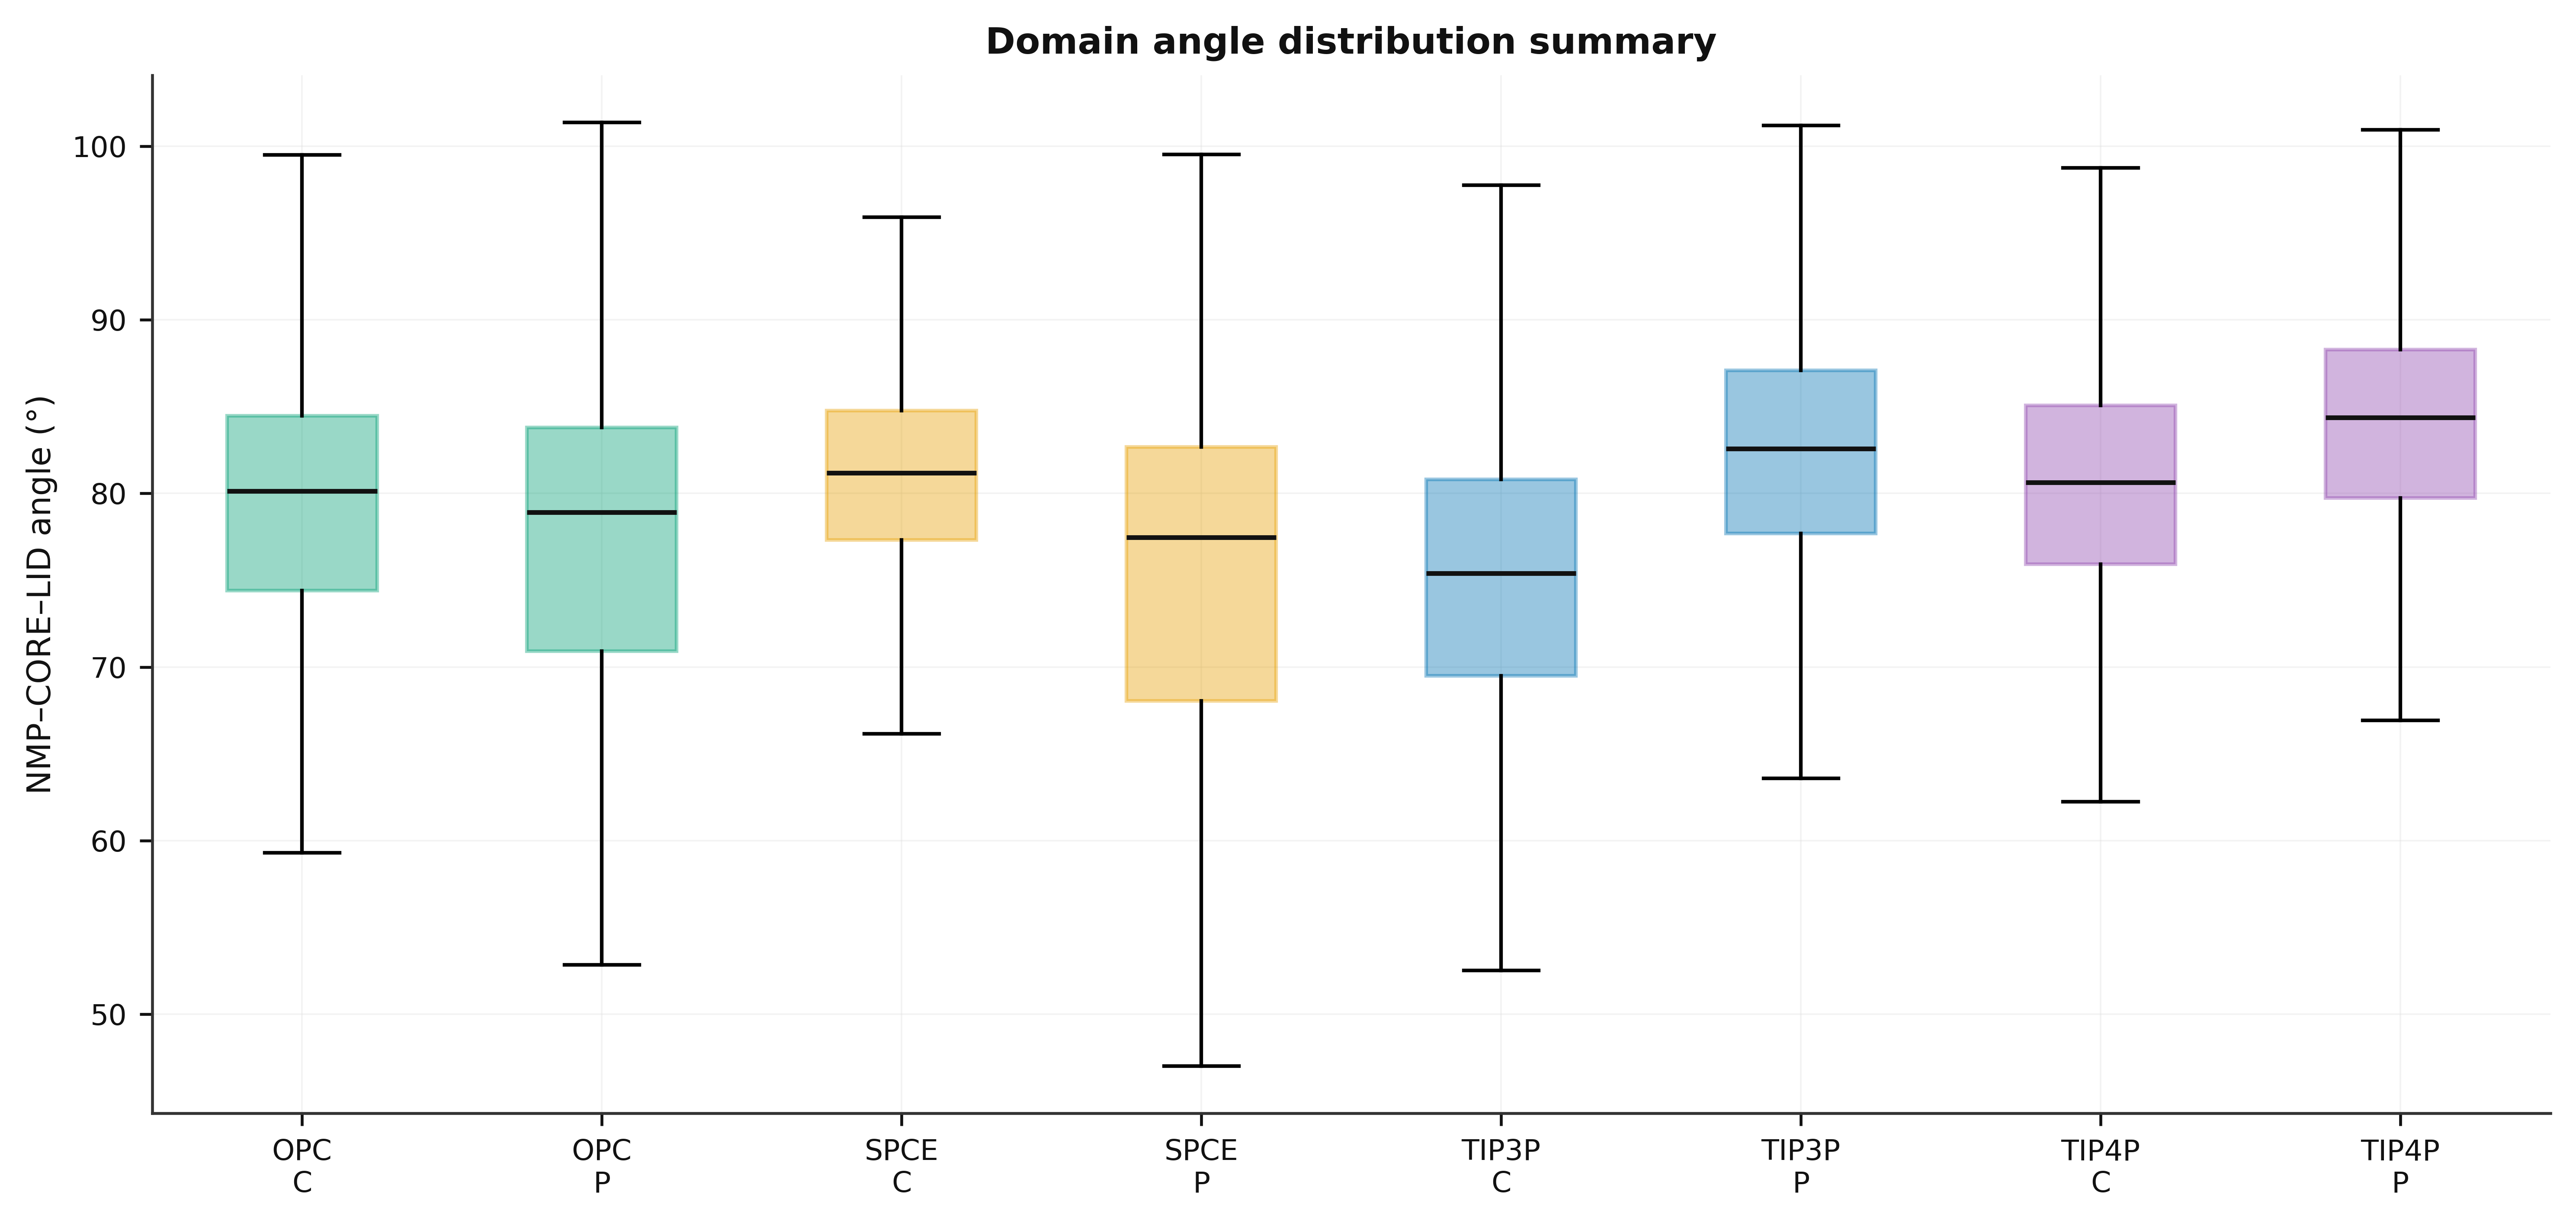 Domain angle distribution summary
NMP–CORE–LID angle (°)
100
90
80
70
60
50
OPC
C
OPC
P
SPCE
C
SPCE
P
TIP3P
C
TIP3P
P
TIP4P
C
TIP4P
P